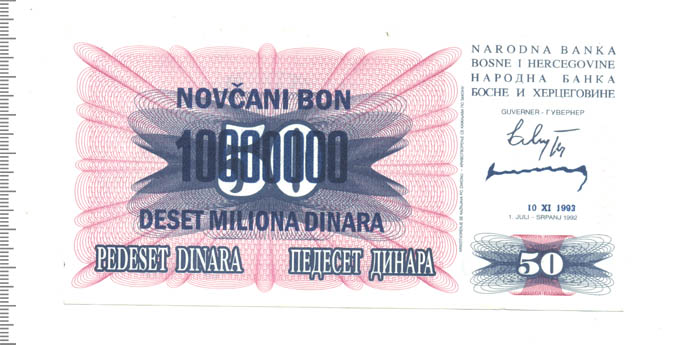 NOVČANI BON
50
10000000
DESET MILIONA DINARA
PEDESET DINARA
ПЕДЕСЕТ ДИНАРА
NARODNA BANKA
BOSNE I HERCEGOVINE
НАРОДНА БАНКА
БОСНЕ И ХЕРЦЕГОВИНЕ
GUVERNER - ГУВЕРНЕР
10 XI 1993
1. JULI - SRPANJ 1992
50